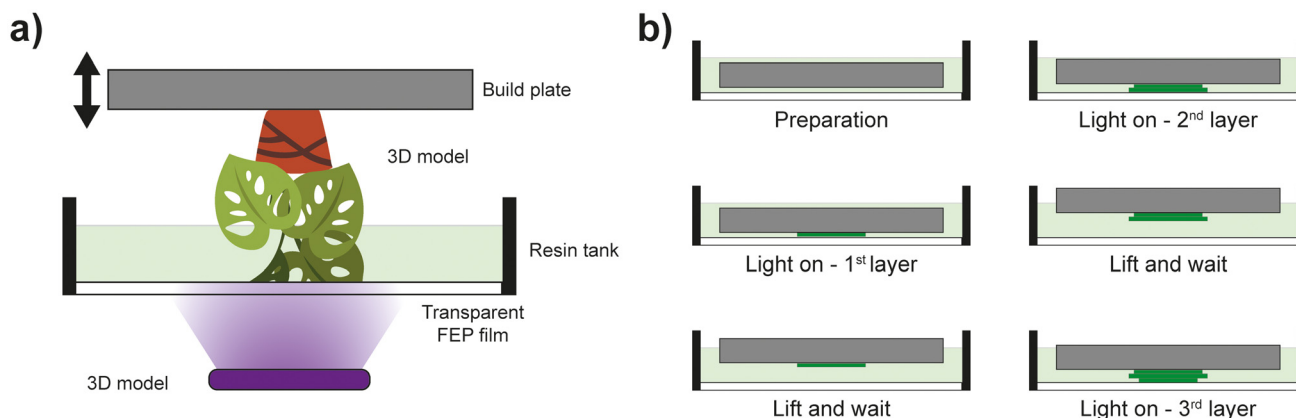 a)
Build plate
3D model
Resin tank
Transparent
FEP film
3D model
b)
Preparation
Light on - 2nd layer
Light on - 1st layer
Lift and wait
Lift and wait
Light on - 3rd layer